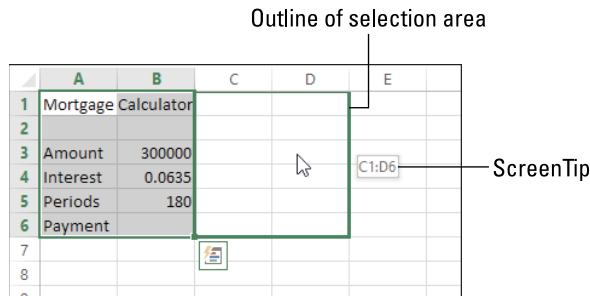 Outline of selection area
A B C D E
1 Mortgage Calculator
2
3 Amount 300000
4 Interest 0.0635 C1:D6 ScreenTip
5 Periods 180
6 Payment
7
8